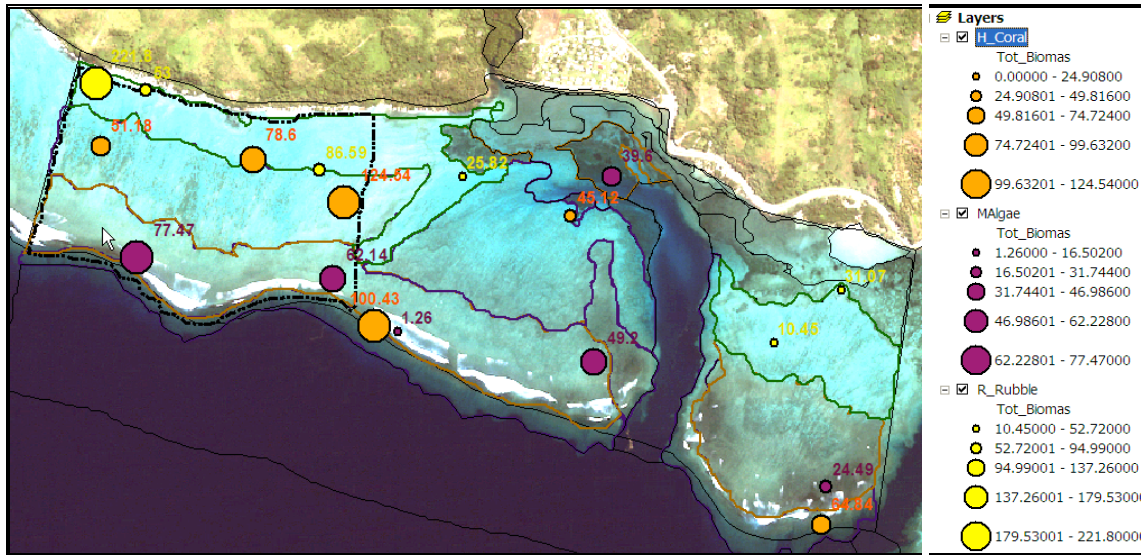 221.8
53
51.18
78.6
86.59
124.54
25.82
39.6
45.12
77.47
62.14
100.43
1.26
49.2
31.07
10.45
24.49
64.84
Layers
H_Coral
Tot_Biomas
0.00000 - 24.90800
24.90801 - 49.81600
49.81601 - 74.72400
74.72401 - 99.63200
99.63201 - 124.54000
MAlgae
Tot_Biomas
1.26000 - 16.50200
16.50201 - 31.74400
31.74401 - 46.98600
46.98601 - 62.22800
62.22801 - 77.47000
R_Rubble
Tot_Biomas
10.45000 - 52.72000
52.72001 - 94.99000
94.99001 - 137.26000
137.26001 - 179.53000
179.53001 - 221.80000